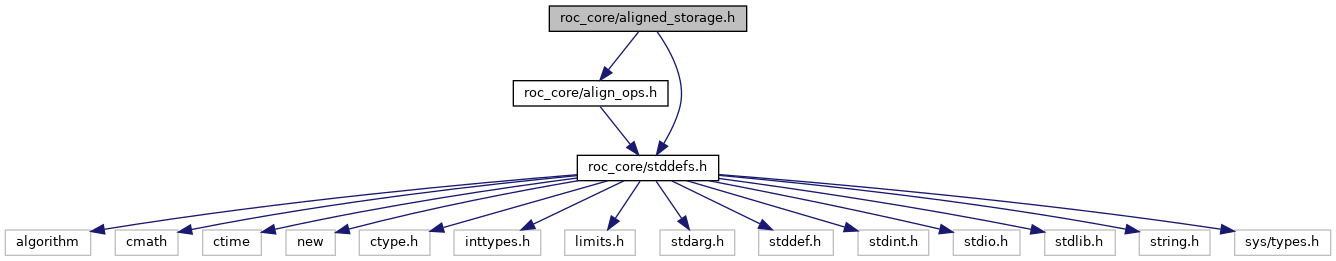 roc_core/aligned_storage.h
roc_core/align_ops.h
roc_core/stddefs.h
algorithm
cmath
ctime
new
ctype.h
inttypes.h
limits.h
stdarg.h
stddef.h
stdint.h
stdio.h
stdlib.h
string.h
sys/types.h